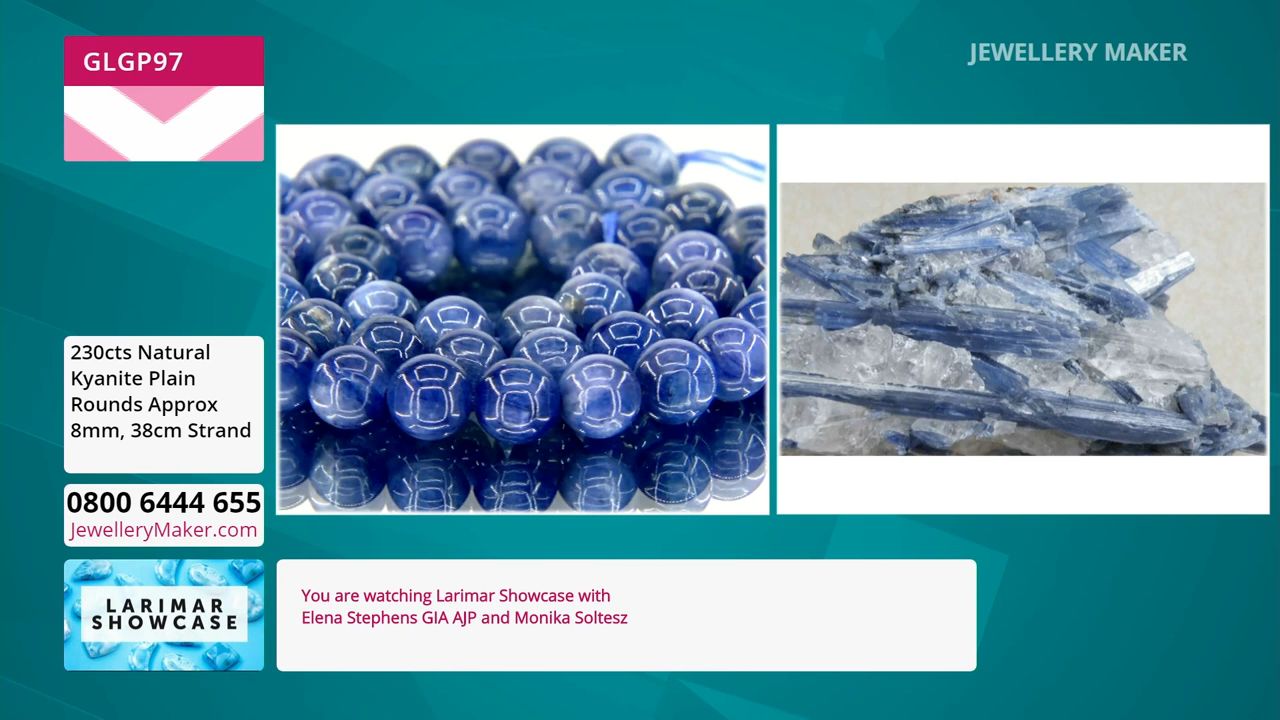 GLGP97
JEWELLERY MAKER
230cts Natural
Kyanite Plain
Rounds Approx
8mm, 38cm Strand
0800 6444 655
JewelleryMaker.com
LARIMAR
SHOWCASE
You are watching Larimar Showcase with
Elena Stephens GIA AJP and Monika Soltesz